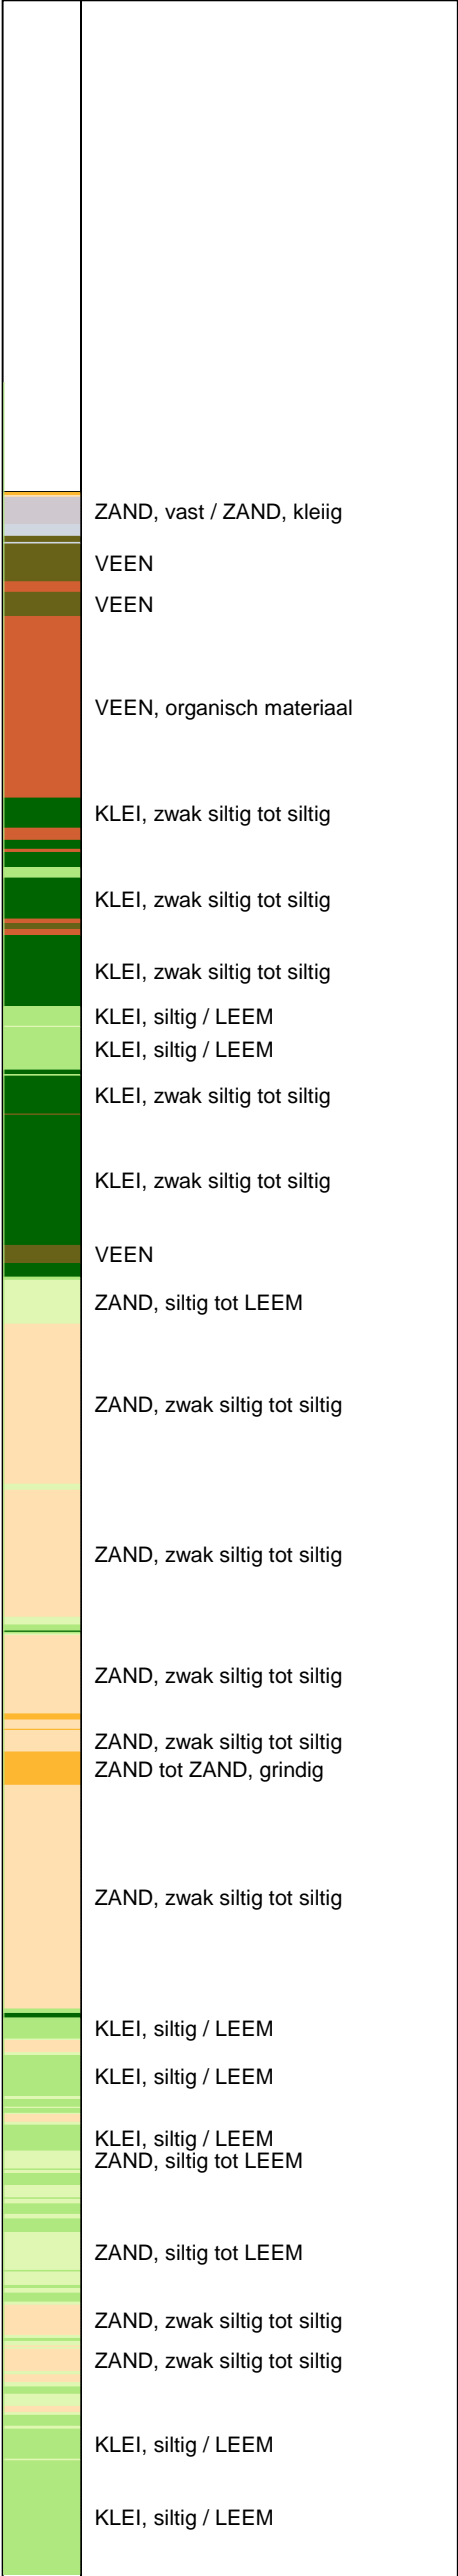 ZAND, vast / ZAND, kleiig
VEEN
VEEN
VEEN, organisch materiaal
KLEI, zwak siltig tot siltig
KLEI, zwak siltig tot siltig
KLEI, zwak siltig tot siltig
KLEI, siltig / LEEM
KLEI, siltig / LEEM
KLEI, zwak siltig tot siltig
KLEI, zwak siltig tot siltig
VEEN
ZAND, siltig tot LEEM
ZAND, zwak siltig tot siltig
ZAND, zwak siltig tot siltig
ZAND, zwak siltig tot siltig
ZAND, zwak siltig tot siltig
ZAND tot ZAND, grindig
ZAND, zwak siltig tot siltig
KLEI, siltig / LEEM
KLEI, siltig / LEEM
KLEI, siltig / LEEM
ZAND, siltig tot LEEM
ZAND, siltig tot LEEM
ZAND, zwak siltig tot siltig
ZAND, zwak siltig tot siltig
KLEI, siltig / LEEM
KLEI, siltig / LEEM